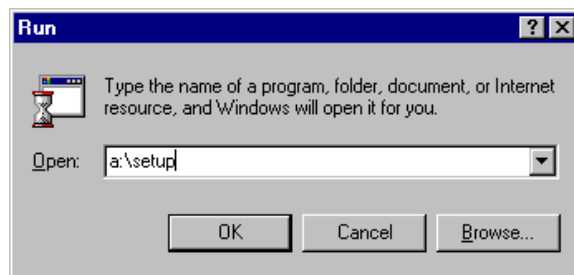 Run
Type the name of a program, folder, document, or Internet
resource, and Windows will open it for you.
Open: a:\setup
OK Cancel Browse...